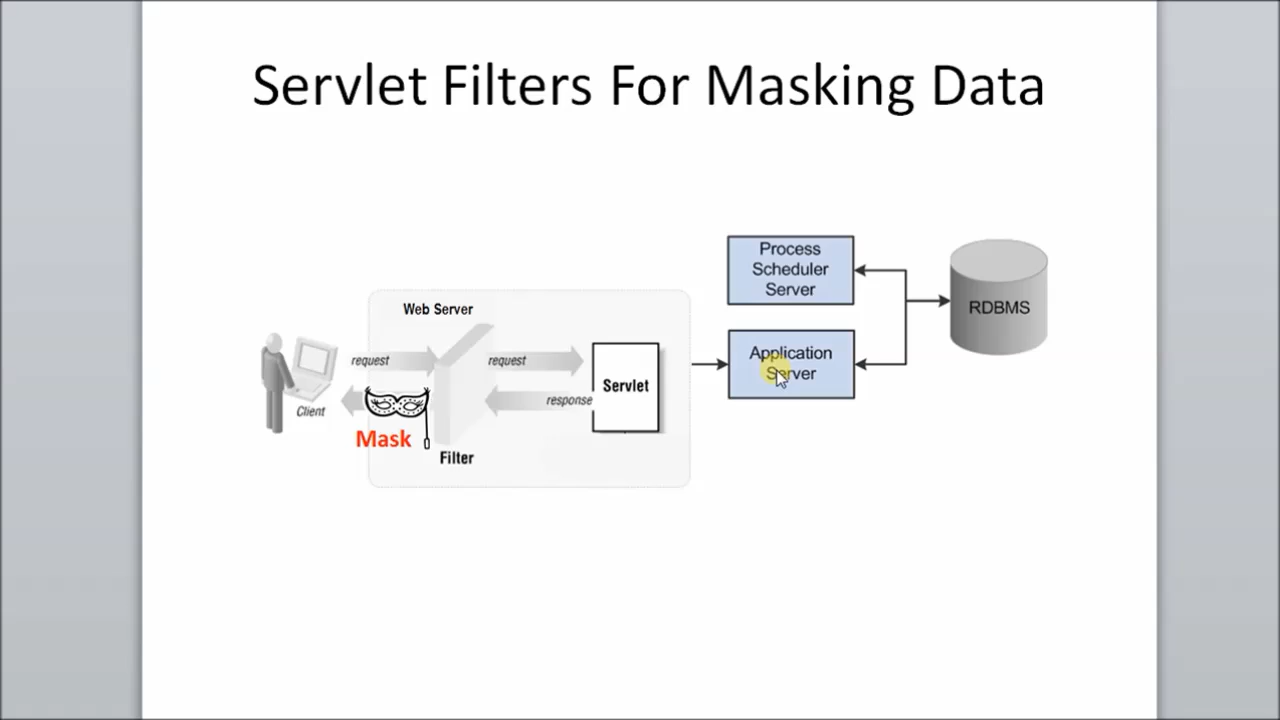 Servlet Filters For Masking Data
Process
Scheduler
Server
RDBMS
Web Server
Application
Server
request
request
Servlet
response
Client
Mask
Filter